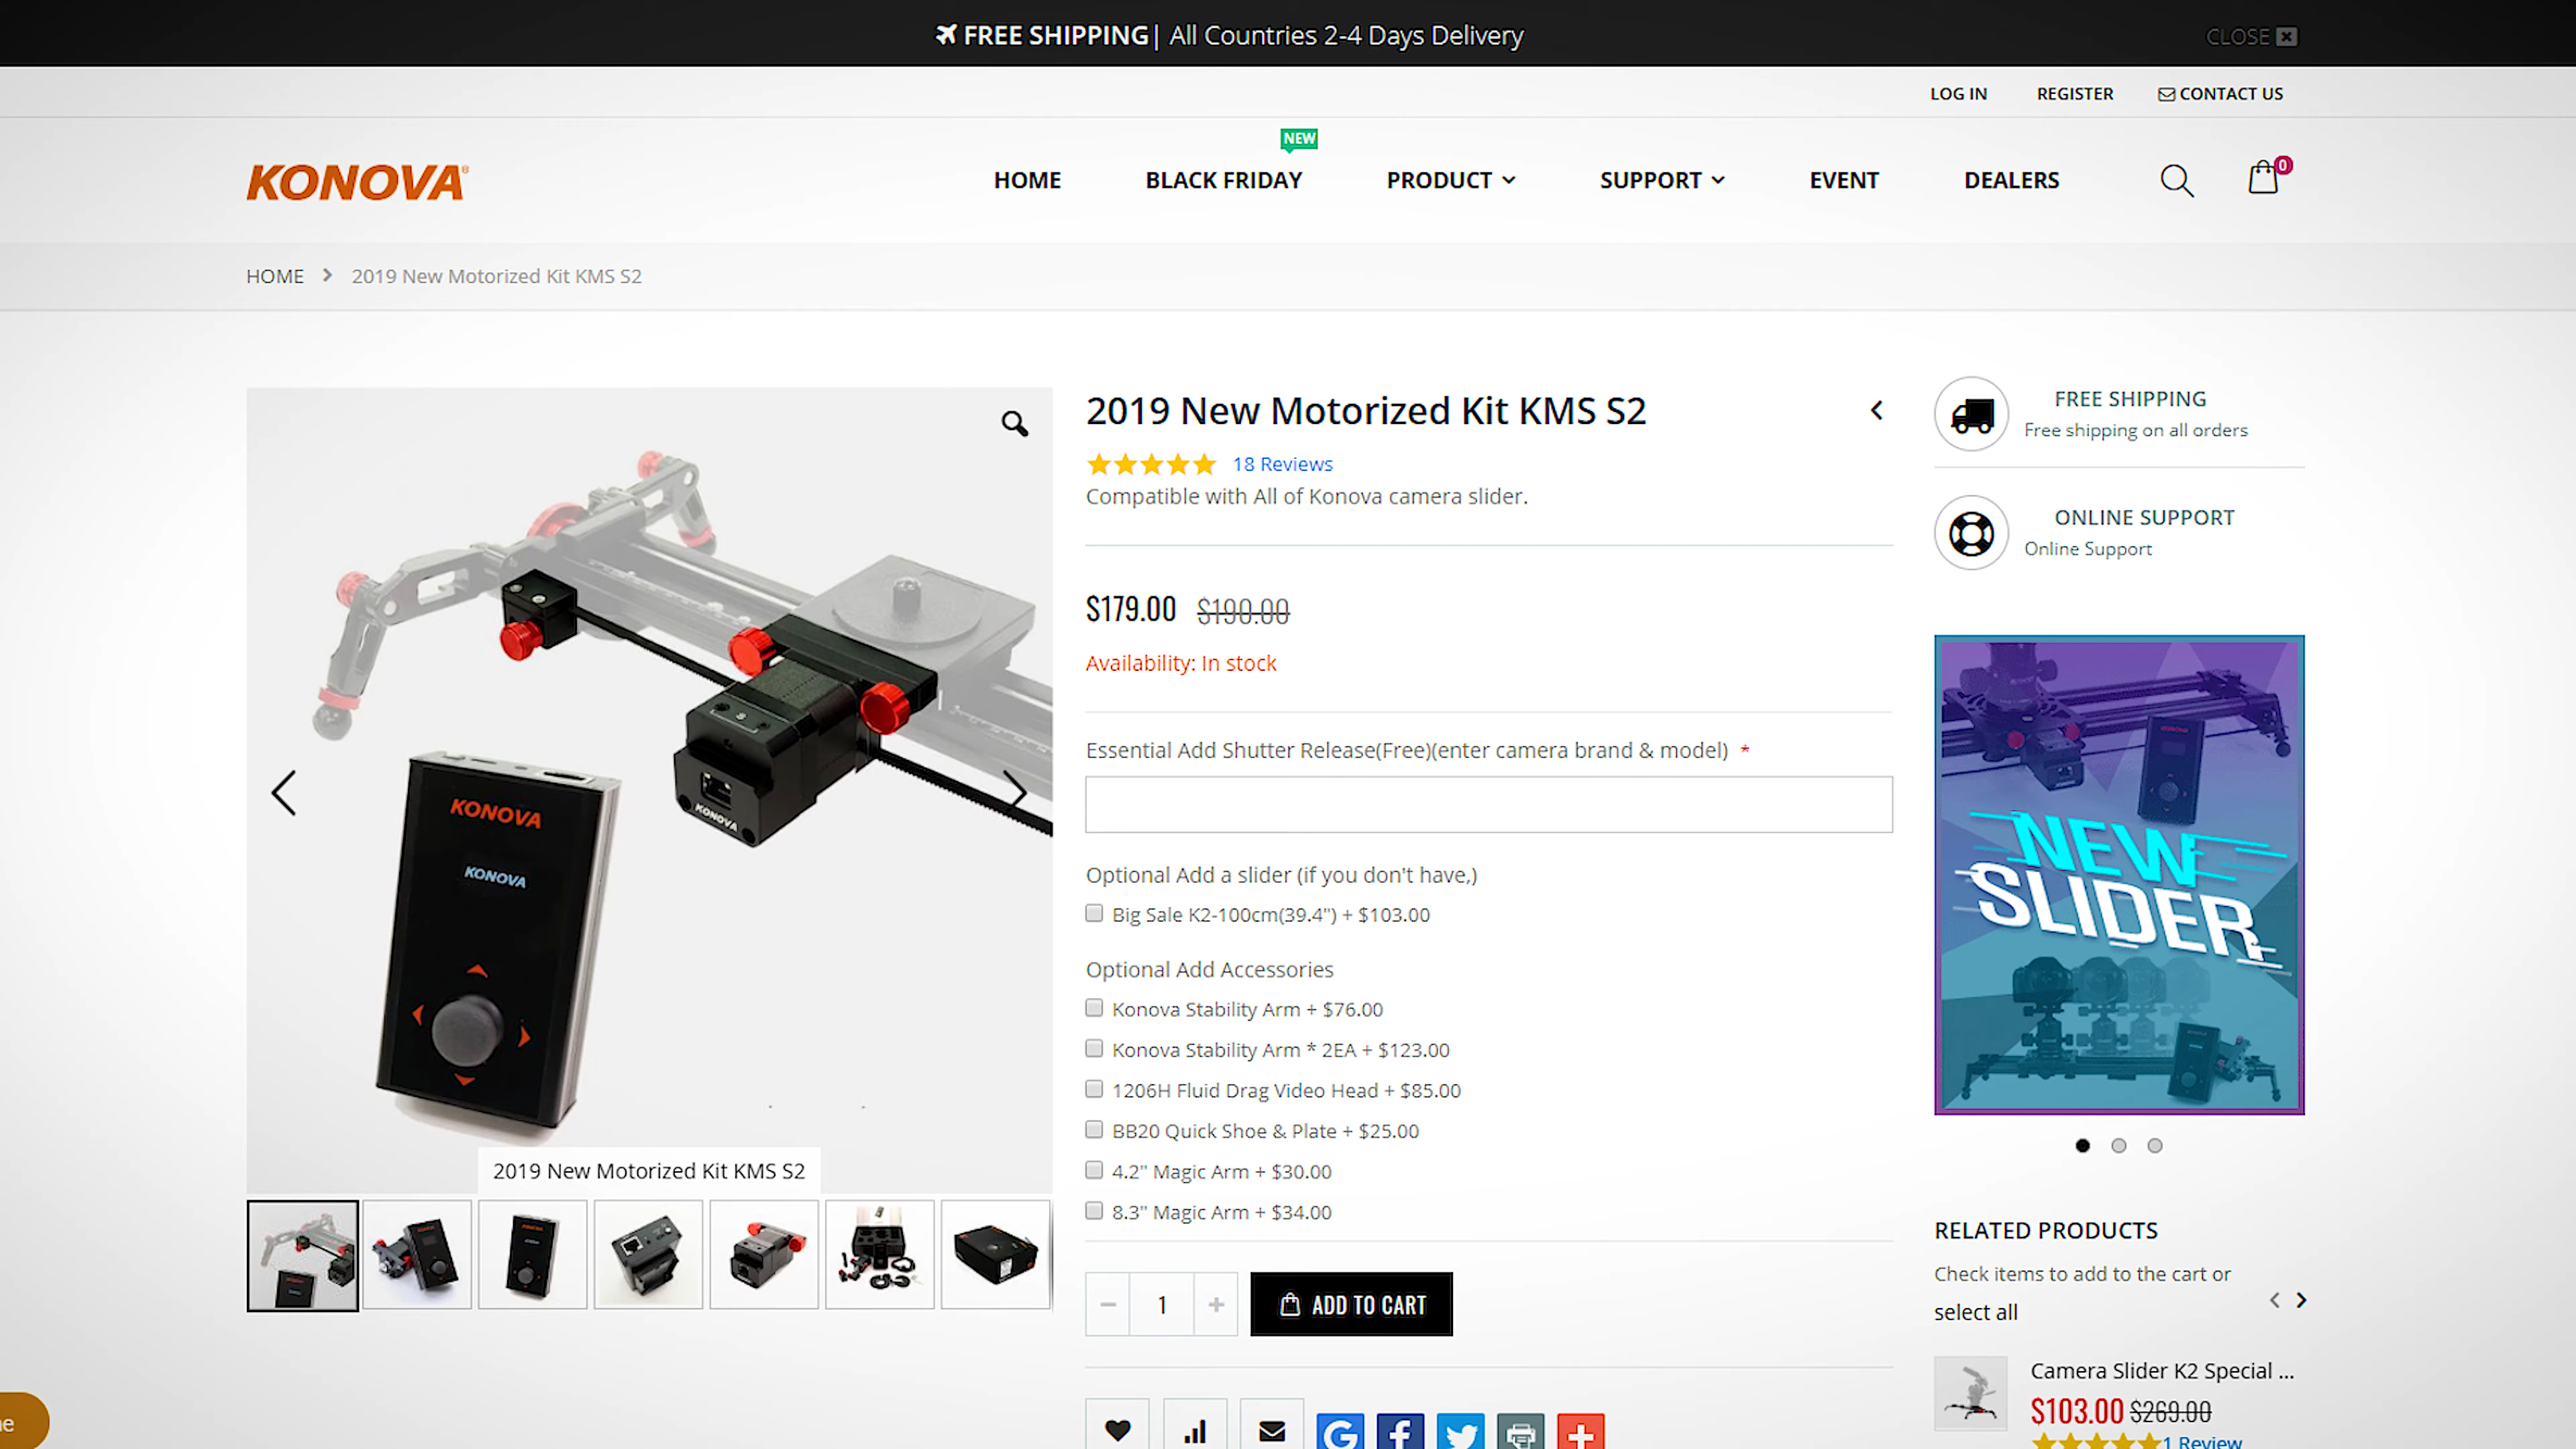 FREE SHIPPING| All Countries 2-4 Days Delivery
CLOSE
LOG IN
REGISTER
CONTACT US
KONOVA®
HOME
BLACK FRIDAY
NEW
PRODUCT
SUPPORT
EVENT
DEALERS
0
HOME
2019 New Motorized Kit KMS S2
KONOVA
KONOVA
KONOVA
2019 New Motorized Kit KMS S2
2019 New Motorized Kit KMS S2
18 Reviews
Compatible with All of Konova camera slider.
$179.00 $190.00
Availability: In stock
Essential Add Shutter Release(Free)(enter camera brand & model) *
Optional Add a slider (if you don't have,)
Big Sale K2-100cm(39.4") + $103.00
Optional Add Accessories
Konova Stability Arm + $76.00
Konova Stability Arm * 2EA + $123.00
1206H Fluid Drag Video Head + $85.00
BB20 Quick Shoe & Plate + $25.00
4.2" Magic Arm + $30.00
8.3" Magic Arm + $34.00
1
ADD TO CART
FREE SHIPPING
Free shipping on all orders
ONLINE SUPPORT
Online Support
NEW
SLIDER
RELATED PRODUCTS
Check items to add to the cart or
select all
Camera Slider K2 Special ...
$103.00 $269.00
1 Review